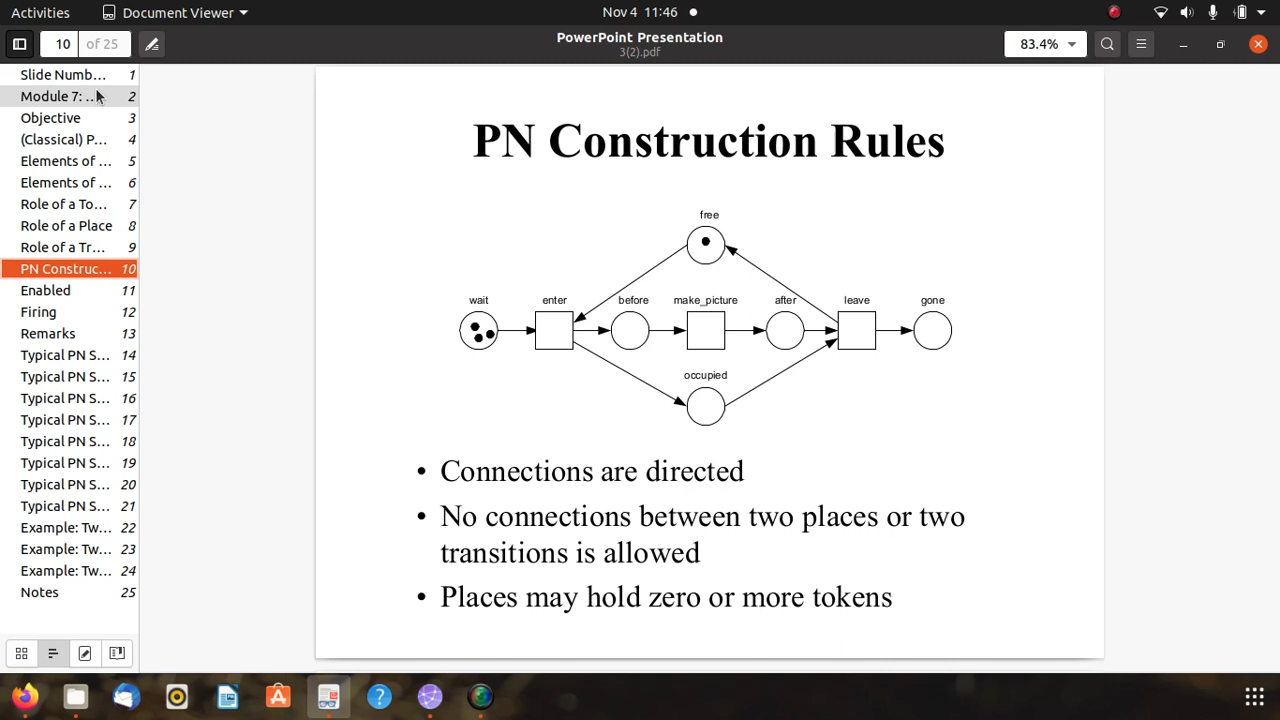 Activities
Document Viewer
Nov 4 11:46
10 of 25
PowerPoint Presentation
3(2).pdf
83.4%
Slide Numb... 1
Module 7: ... 2
Objective 3
(Classical) P... 4
Elements of ... 5
Elements of ... 6
Role of a To... 7
Role of a Place 8
Role of a Tr... 9
PN Construc... 10
Enabled 11
Firing 12
Remarks 13
Typical PN S... 14
Typical PN S... 15
Typical PN S... 16
Typical PN S... 17
Typical PN S... 18
Typical PN S... 19
Typical PN S... 20
Typical PN S... 21
Example: Tw... 22
Example: Tw... 23
Example: Tw... 24
Notes 25
PN Construction Rules
free
wait enter before make_picture after leave gone
occupied
• Connections are directed
• No connections between two places or two
transitions is allowed
• Places may hold zero or more tokens